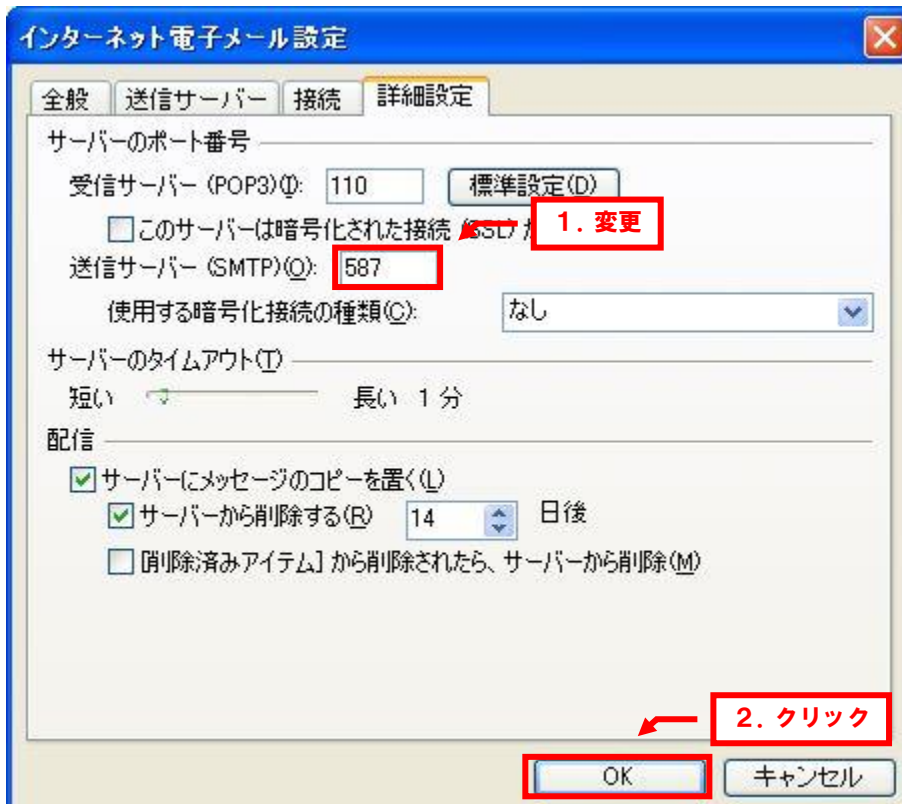 インターネット電子メール設定
全般 送信サーバー 接続 詳細設定
サーバーのポート番号
受信サーバー (POP3)(I): 110 標準設定(D)
このサーバーは暗号化された接続 (SSL) が
1. 変更
送信サーバー (SMTP)(O): 587
使用する暗号化接続の種類(C): なし
サーバーのタイムアウト(T)
短い 長い 1 分
配信
サーバーにメッセージのコピーを置く(L)
サーバーから削除する(R) 14 日後
[削除済みアイテム] から削除されたら、サーバーから削除(M)
2. クリック
OK キャンセル